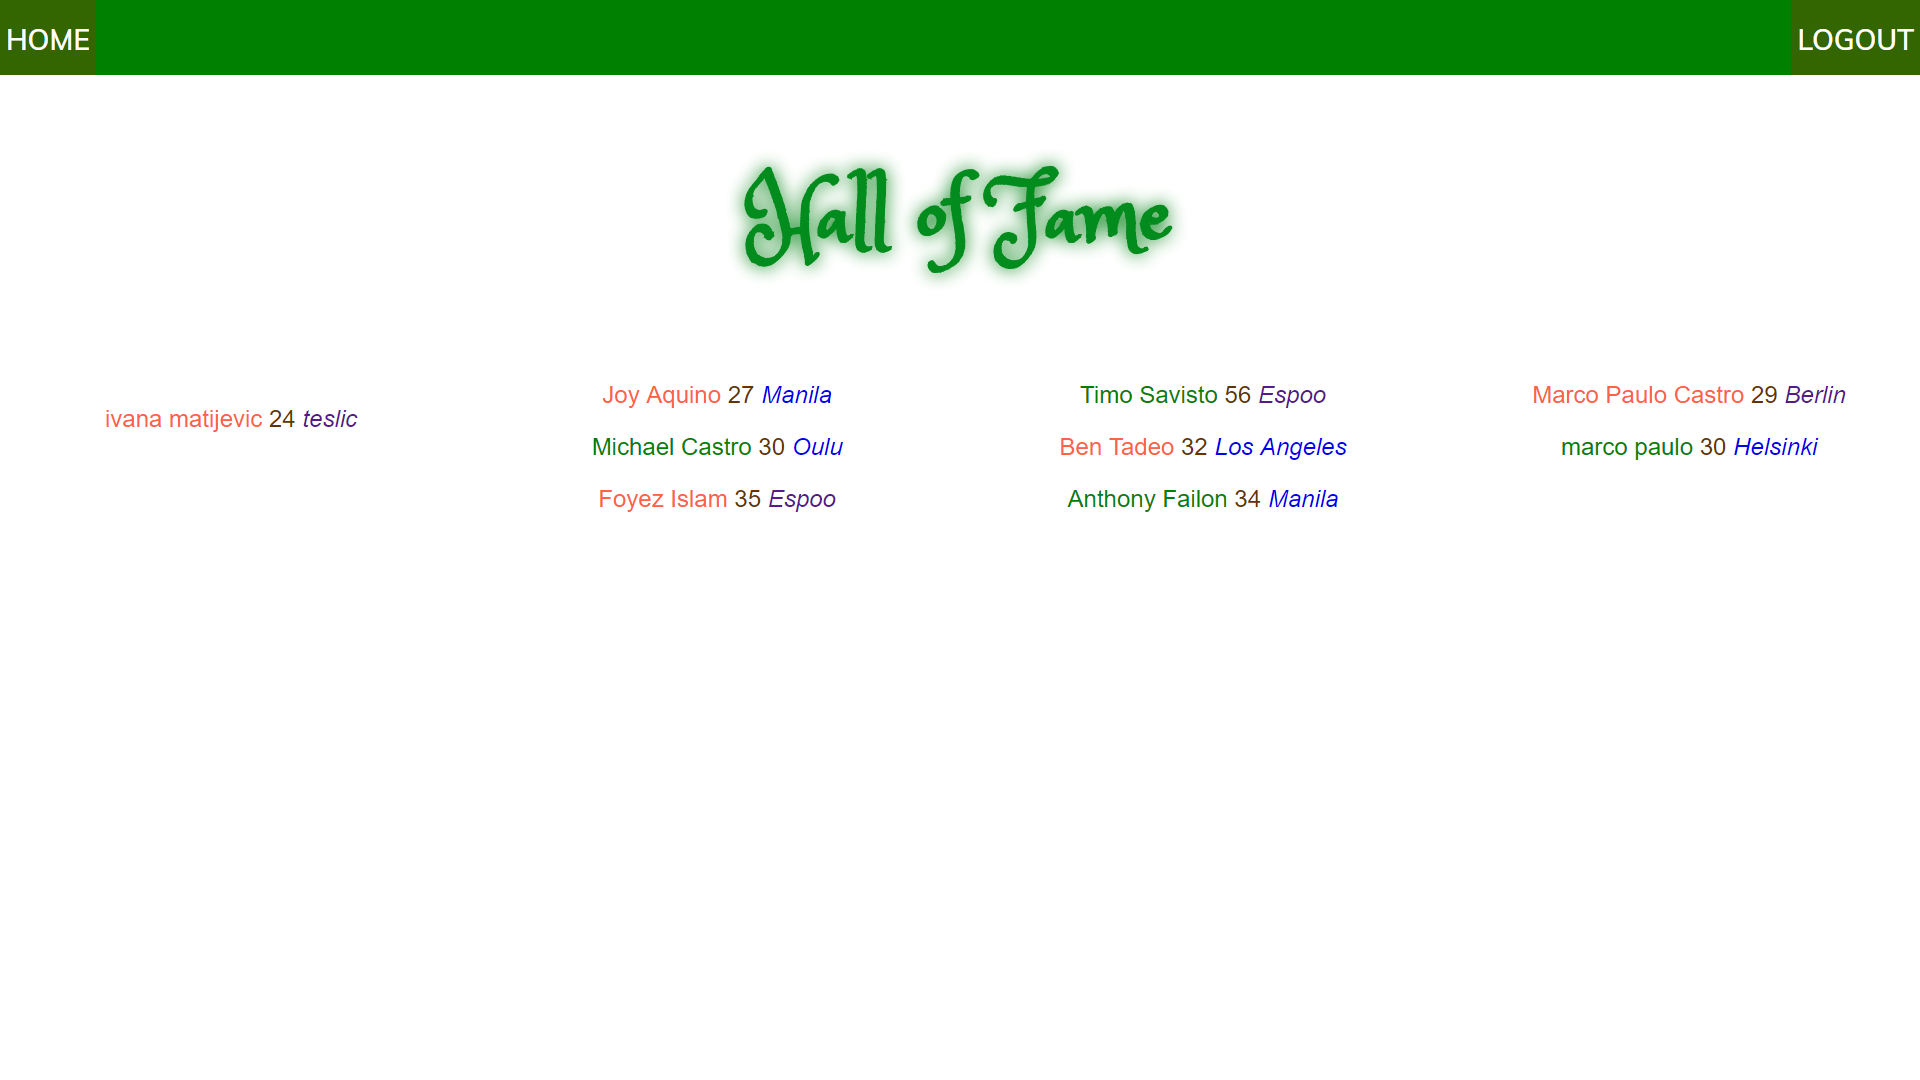 HOME
LOGOUT
Hall of Fame
ivana matijevic 24 teslic
Joy Aquino 27 Manila
Michael Castro 30 Oulu
Foyez Islam 35 Espoo
Timo Savisto 56 Espoo
Ben Tadeo 32 Los Angeles
Anthony Failon 34 Manila
Marco Paulo Castro 29 Berlin
marco paulo 30 Helsinki